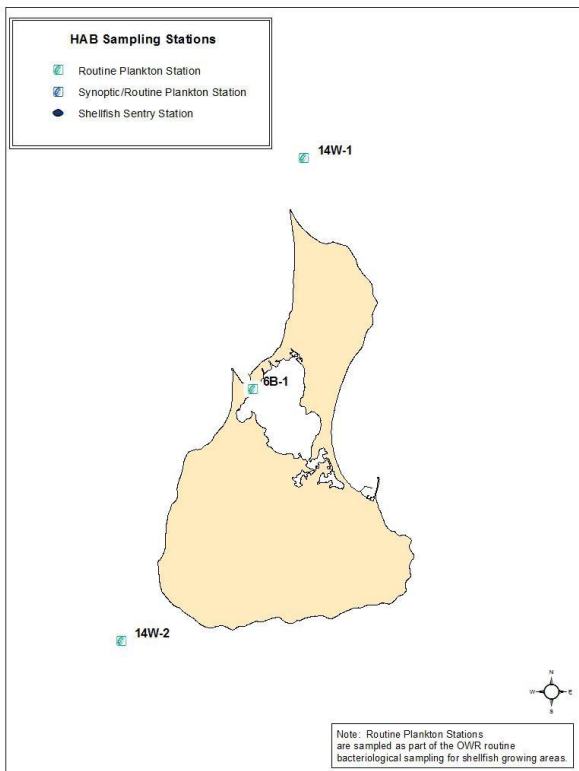 HAB Sampling Stations
Routine Plankton Station
Synoptic/Routine Plankton Station
Shellfish Sentry Station
14W-1
6B-1
14W-2
N
W E
S
Note: Routine Plankton Stations
are sampled as part of the OWR routine
bacteriological sampling for shellfish growing areas.